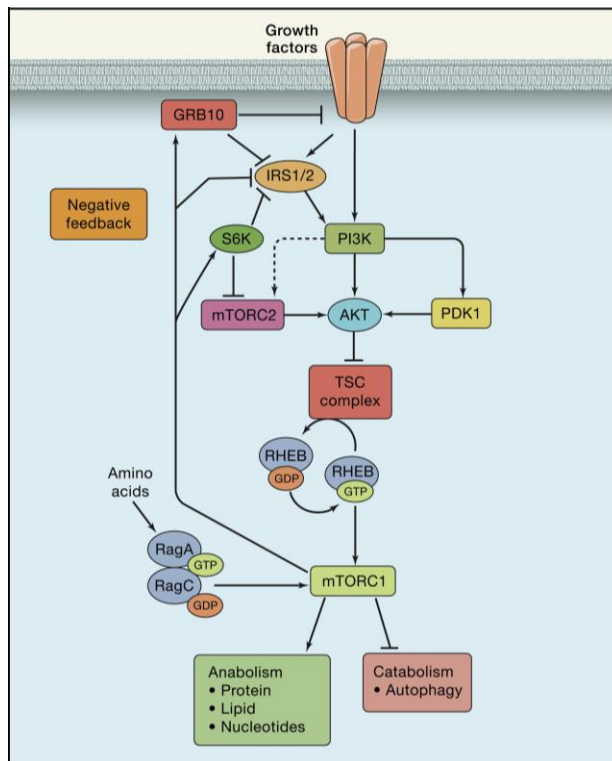 Growth
factors
GRB10
IRS1/2
Negative
feedback
S6K
PI3K
mTORC2
AKT
PDK1
TSC
complex
RHEB
GDP
RHEB
GTP
Amino
acids
RagA
GTP
RagC
GDP
mTORC1
Anabolism
• Protein
• Lipid
• Nucleotides
Catabolism
• Autophagy